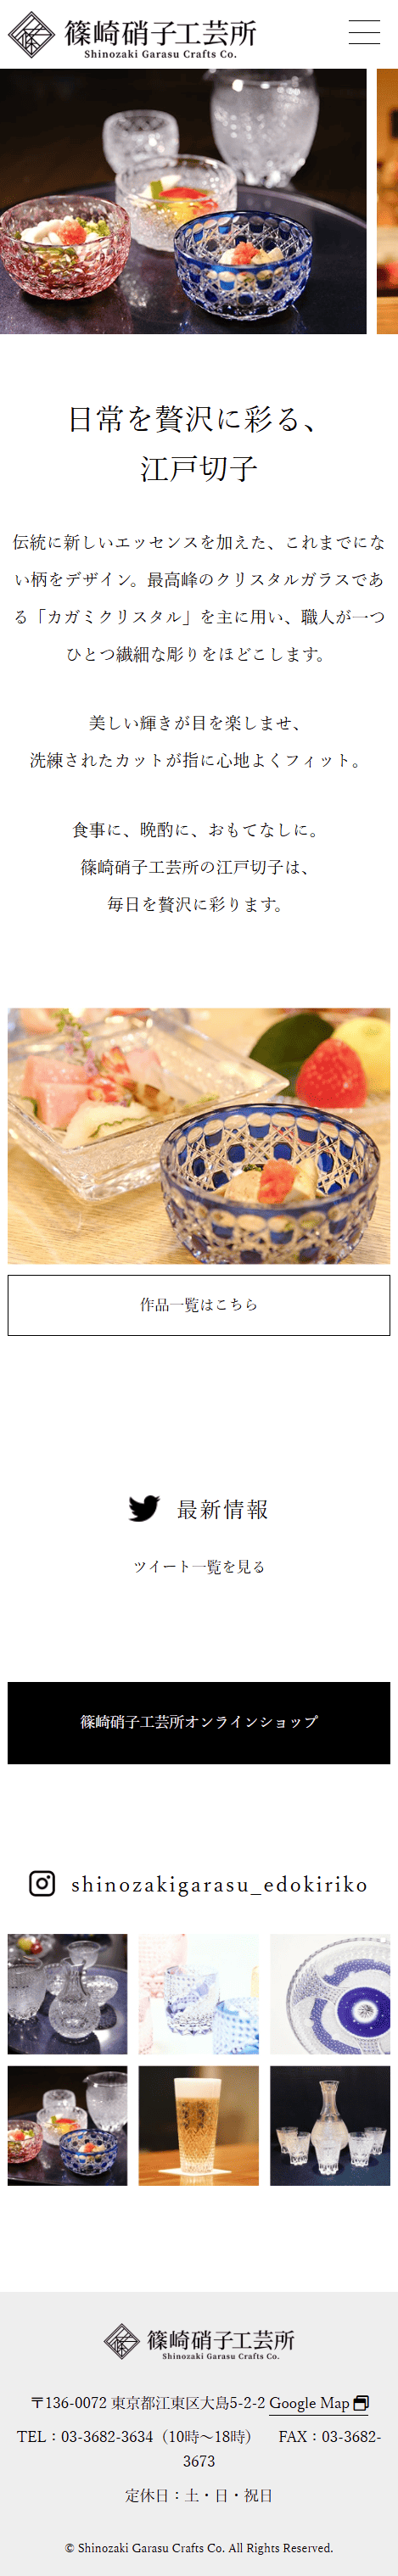 篠崎硝子工芸所
Shinozaki Garasu Crafts Co.
日常を贅沢に彩る、
江戸切子
伝統に新しいエッセンスを加えた、これまでにな
い柄をデザイン。最高峰のクリスタルガラスであ
る「カガミクリスタル」を主に用い、職人が一つ
ひとつ繊細な彫りをほどこします。
美しい輝きが目を楽しませ、
洗練されたカットが指に心地よくフィット。
食事に、晩酌に、おもてなしに。
篠崎硝子工芸所の江戸切子は、
毎日を贅沢に彩ります。
作品一覧はこちら
最新情報
ツイート一覧を見る
篠崎硝子工芸所オンラインショップ
shinozakigarasu_edokiriko
篠崎硝子工芸所
Shinozaki Garasu Crafts Co.
〒136-0072 東京都江東区大島5-2-2 Google Map
TEL：03-3682-3634（10時〜18時） FAX：03-3682-
3673
定休日：土・日・祝日
© Shinozaki Garasu Crafts Co. All Rights Reserved.